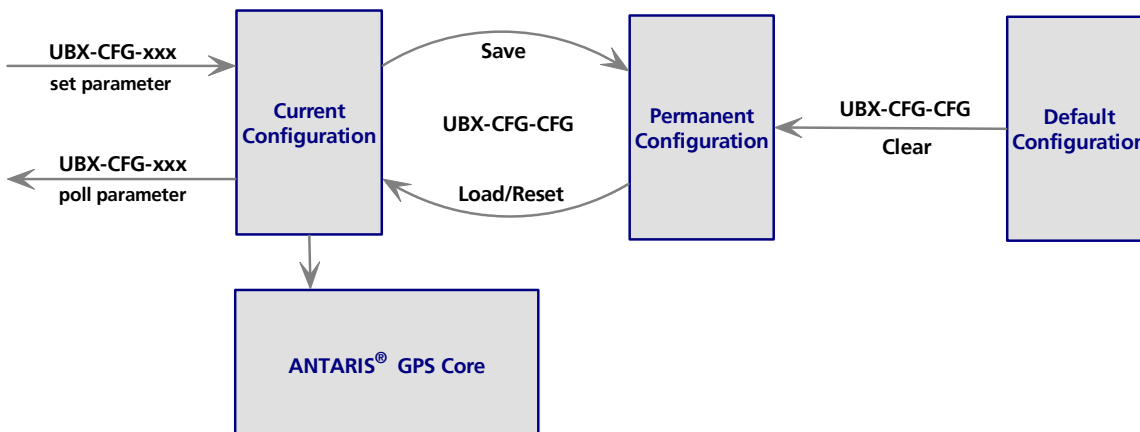 UBX-CFG-xxx
set parameter
UBX-CFG-xxx
poll parameter
Current
Configuration
Save
UBX-CFG-CFG
Load/Reset
Permanent
Configuration
UBX-CFG-CFG
Clear
Default
Configuration
ANTARIS® GPS Core